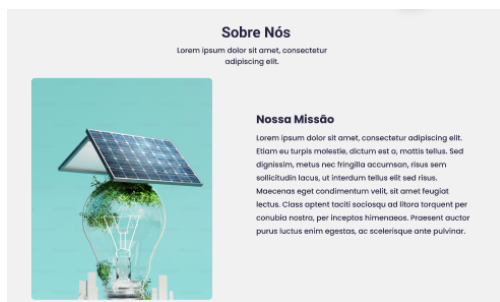 Sobre Nós
Lorem ipsum dolor sit amet, consectetur
adipiscing elit.
Nossa Missão
Lorem ipsum dolor sit amet, consectetur adipiscing elit.
Etiam eu turpis molestie, dictum est a, mattis tellus. Sed
dignissim, metus nec fringilla accumsan, risus sem
sollicitudin lacus, ut interdum tellus elit sed risus.
Maecenas eget condimentum velit, sit amet feugiat
lectus. Class aptent taciti sociosqu ad litora torquent per
conubia nostra, per inceptos himenaeos. Praesent auctor
purus luctus enim egestas, ac scelerisque ante pulvinar.